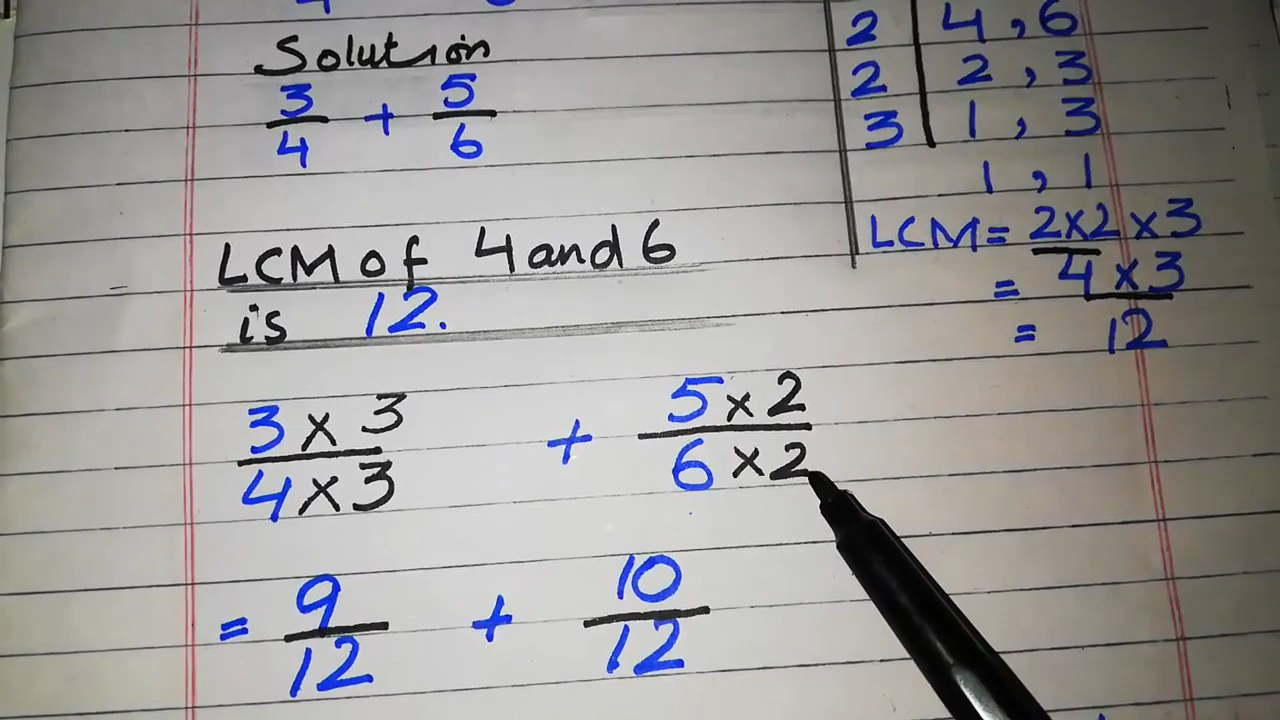 Solution
3/4 + 5/6
LCM of 4 and 6
is 12.
3 × 3 / 4 × 3 + 5 × 2 / 6 × 2
= 9/12 + 10/12
2 | 4 , 6
2 | 2 , 3
3 | 1 , 3
1 , 1
LCM = 2×2 × 3
= 4 × 3
= 12